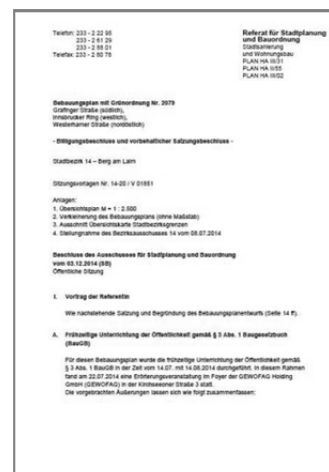 Telefon: 233 - 2 22 96
233 - 2 61 29
233 - 2 88 01
Telefax: 233 - 2 80 78
Referat für Stadtplanung
und Bauordnung
Stadtsanierung
und Wohnungsbau
PLAN HA III/31
PLAN HA II/55
PLAN HA III/02
Bebauungsplan mit Grünordnung Nr. 2079
Grafinger Straße (südlich),
Innsbrucker Ring (westlich),
Westerhamer Straße (nordöstlich)
- Billigungsbeschluss und vorbehaltlicher Satzungsbeschluss -
Stadtbezirk 14 – Berg am Laim
Sitzungsvorlagen Nr. 14-20 / V 01851
Anlagen:
1. Übersichtsplan M = 1 : 2.500
2. Verkleinerung des Bebauungsplans (ohne Maßstab)
3. Ausschnitt Übersichtskarte Stadtbezirksgrenzen
4. Stellungnahme des Bezirksausschusses 14 vom 08.07.2014
Beschluss des Ausschusses für Stadtplanung und Bauordnung
vom 03.12.2014 (SB)
Öffentliche Sitzung
I. Vortrag der Referentin
Wie nachstehende Satzung und Begründung des Bebauungsplanentwurfs (Seite 14 ff.).
A. Frühzeitige Unterrichtung der Öffentlichkeit gemäß § 3 Abs. 1 Baugesetzbuch
(BauGB)
Für diesen Bebauungsplan wurde die frühzeitige Unterrichtung der Öffentlichkeit gemäß
§ 3 Abs. 1 BauGB in der Zeit vom 14.07. mit 14.08.2014 durchgeführt. In diesem Rahmen
fand am 22.07.2014 eine Erörterungsveranstaltung im Foyer der GEWOFAG Holding
GmbH (GEWOFAG) in der Kirchseeoner Straße 3 statt.
Die vorgebrachten Äußerungen lassen sich wie folgt zusammenfassen: